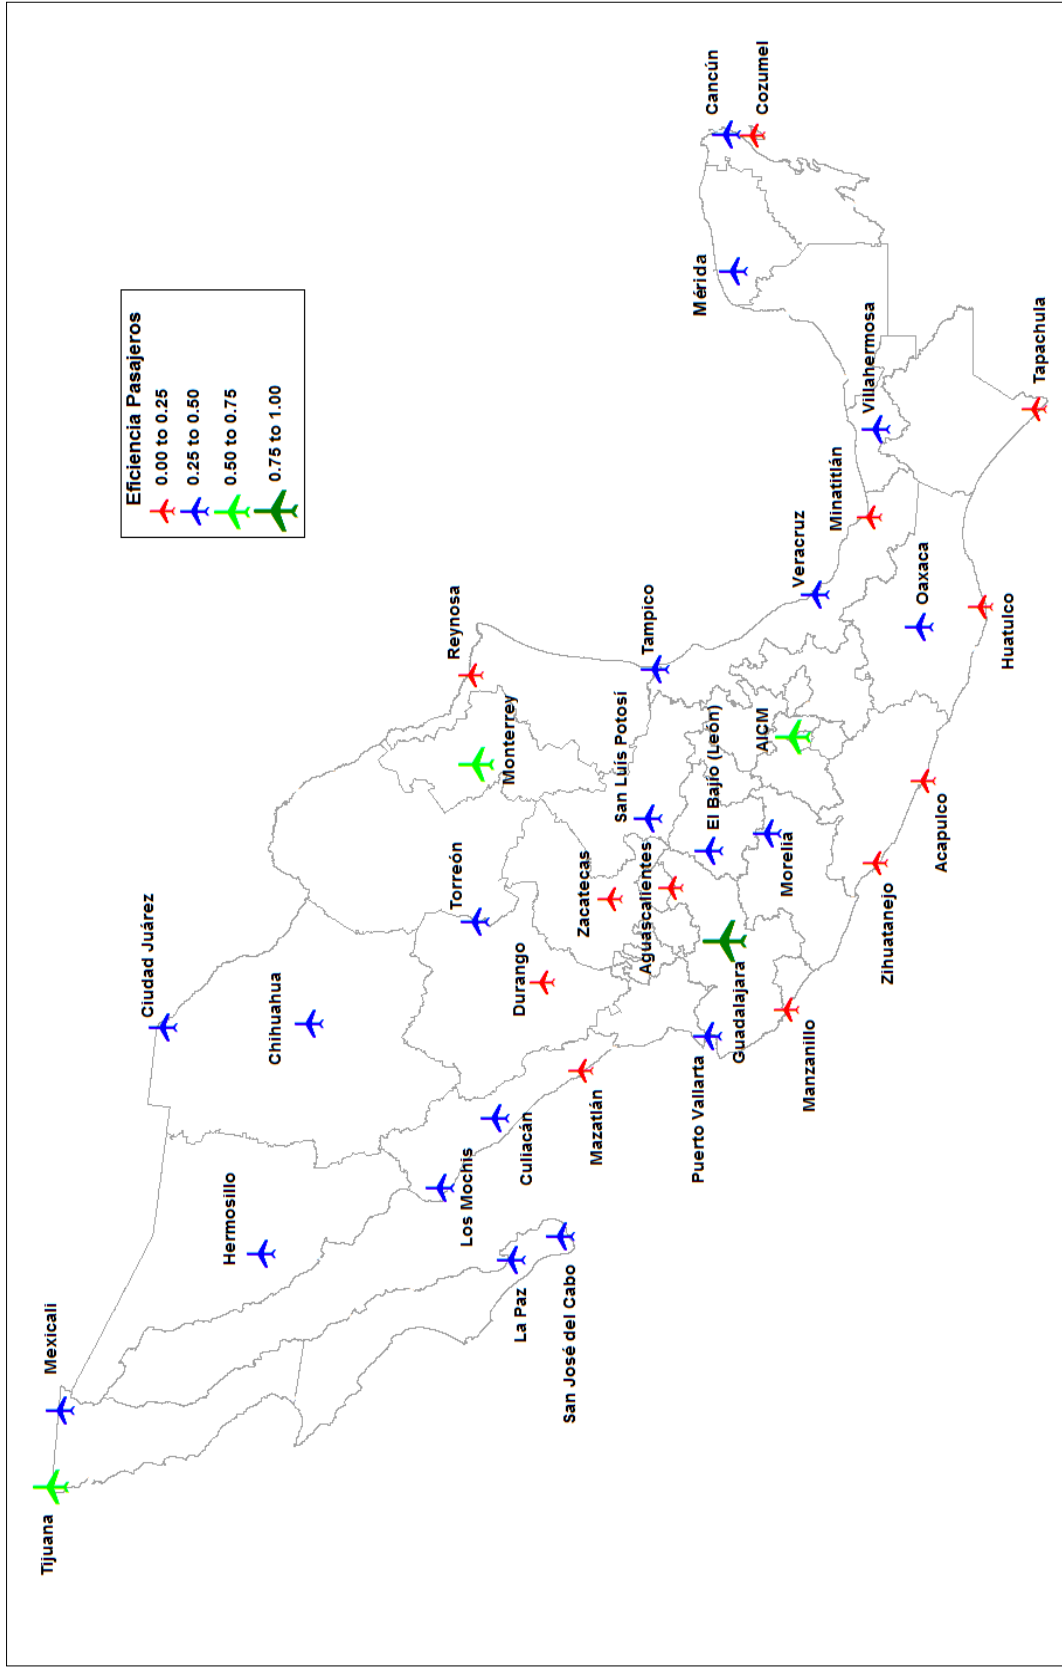 Eficiencia Pasajeros
0.00 to 0.25
0.25 to 0.50
0.50 to 0.75
0.75 to 1.00
Tijuana
Mexicali
Ciudad Juárez
Hermosillo
Chihuahua
Reynosa
Torreón
Monterrey
Los Mochis
Culiacán
Durango
La Paz
San José del Cabo
Mazatlán
Zacatecas
San Luís Potosí
Tampico
Aguascalientes
El Bajío (León)
Puerto Vallarta
Guadalajara
Morelia
AICM
Manzanillo
Veracruz
Mérida
Cancún
Cozumel
Minatitlán
Villahermosa
Zihuatanejo
Acapulco
Oaxaca
Huatulco
Tapachula